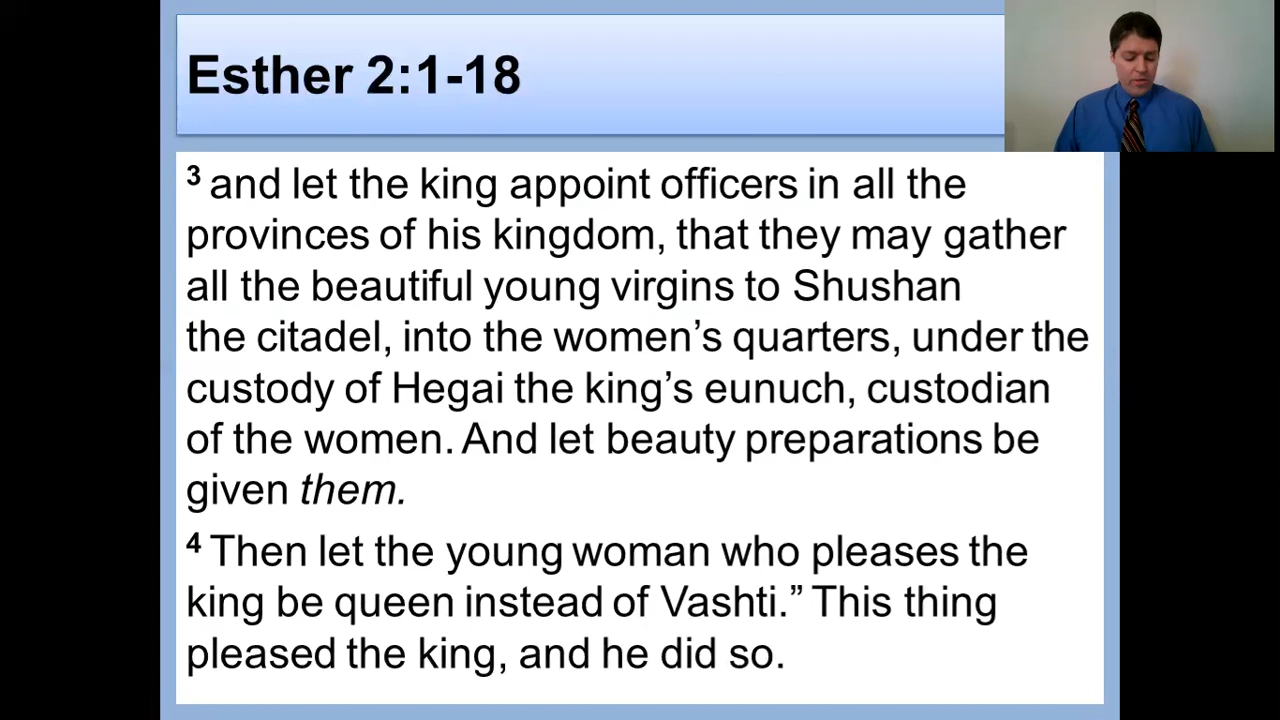 Esther 2:1-18
3 and let the king appoint officers in all the
provinces of his kingdom, that they may gather
all the beautiful young virgins to Shushan
the citadel, into the women’s quarters, under the
custody of Hegai the king’s eunuch, custodian
of the women. And let beauty preparations be
given them.
4 Then let the young woman who pleases the
king be queen instead of Vashti.” This thing
pleased the king, and he did so.